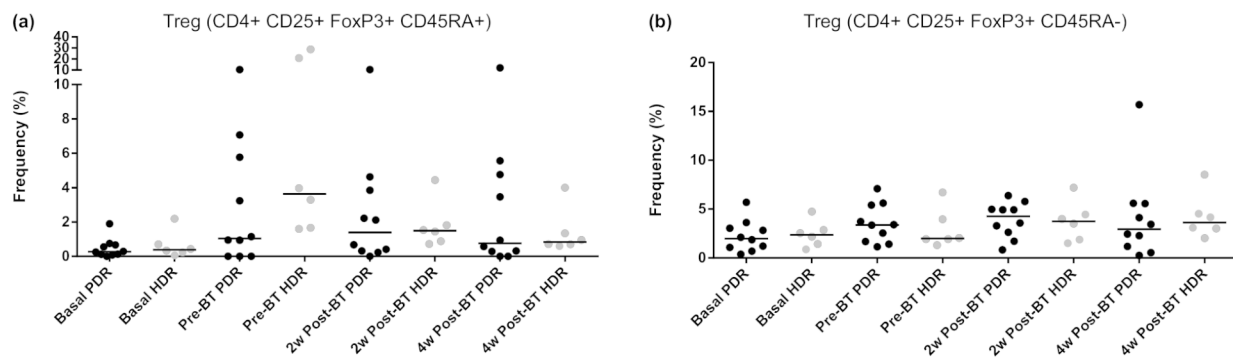 (a)
Treg (CD4+ CD25+ FoxP3+ CD45RA+)
Frequency (%)
40
30
20
10
10
8
6
4
2
0
Basal PDR
Basal HDR
Pre-BT PDR
Pre-BT HDR
2w Post-BT PDR
2w Post-BT HDR
4w Post-BT PDR
4w Post-BT HDR
(b)
Treg (CD4+ CD25+ FoxP3+ CD45RA-)
Frequency (%)
20
15
10
5
0
Basal PDR
Basal HDR
Pre-BT PDR
Pre-BT HDR
2w Post-BT PDR
2w Post-BT HDR
4w Post-BT PDR
4w Post-BT HDR